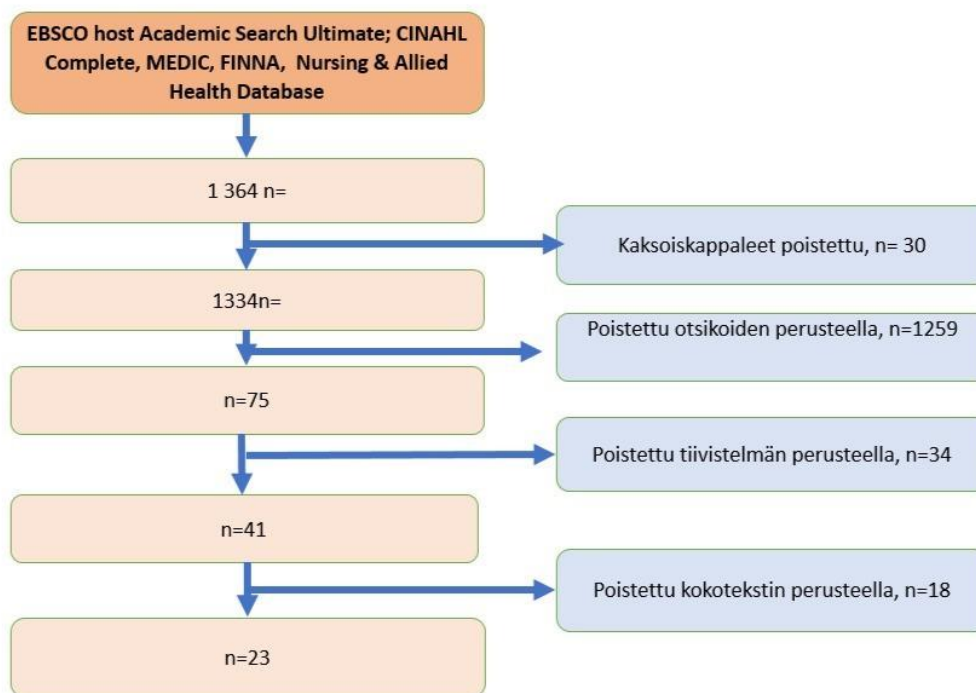 EBSCO host Academic Search Ultimate; CINAHL
Complete, MEDIC, FINNA, Nursing & Allied
Health Database
1 364 n=
Kaksoiskappaleet poistettu, n= 30
1334n=
Poistettu otsikoiden perusteella, n=1259
n=75
Poistettu tiivistelmän perusteella, n=34
n=41
Poistettu kokotekstin perusteella, n=18
n=23